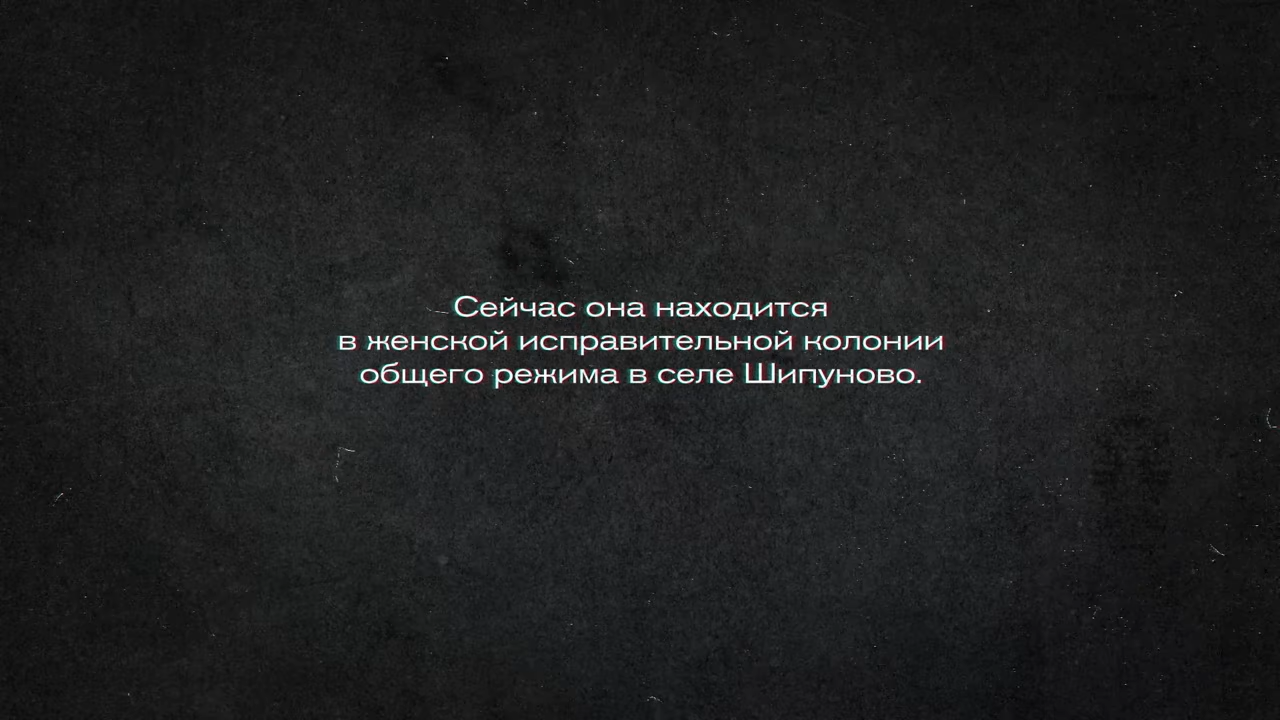 Сейчас она находится
в женской исправительной колонии
общего режима в селе Шипуново.